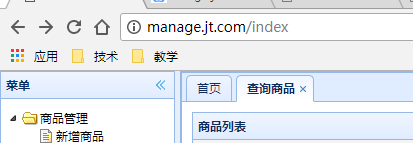 manage.jt.com/index
应用 技术 教学
菜单
首页 查询商品
商品管理
商品列表
新增商品